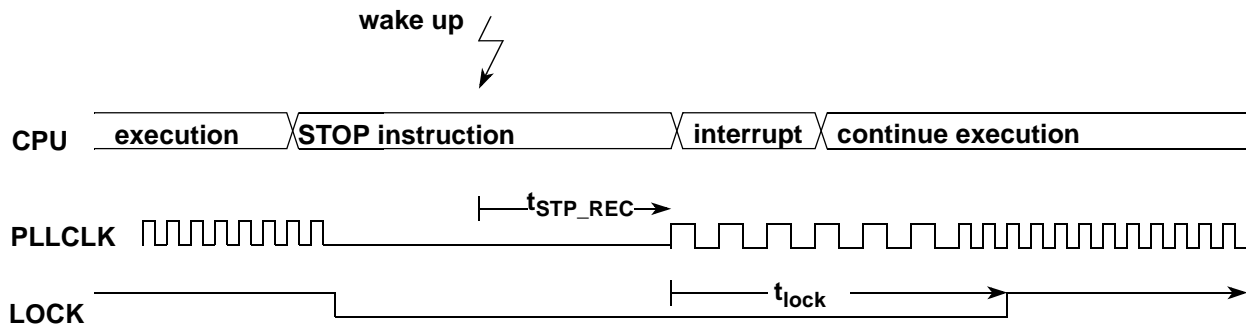 wake up
CPU execution STOP instruction interrupt continue execution
tSTP_REC
PLLCLK
tlock
LOCK